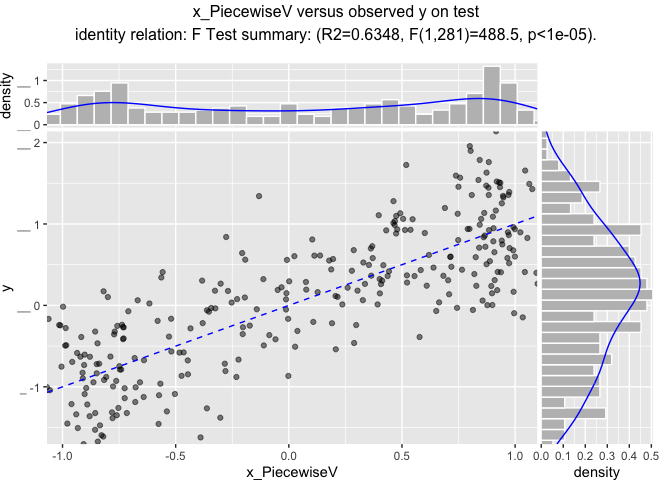 x_PiecewiseV versus observed y on test
identity relation: F Test summary: (R2=0.6348, F(1,281)=488.5, p<1e-05).
density
1
0.5
0
2
1
0
-1
y
-1.0 -0.5 0.0 0.5 1.0
x_PiecewiseV
0.0 0.1 0.2 0.3 0.4 0.5
density